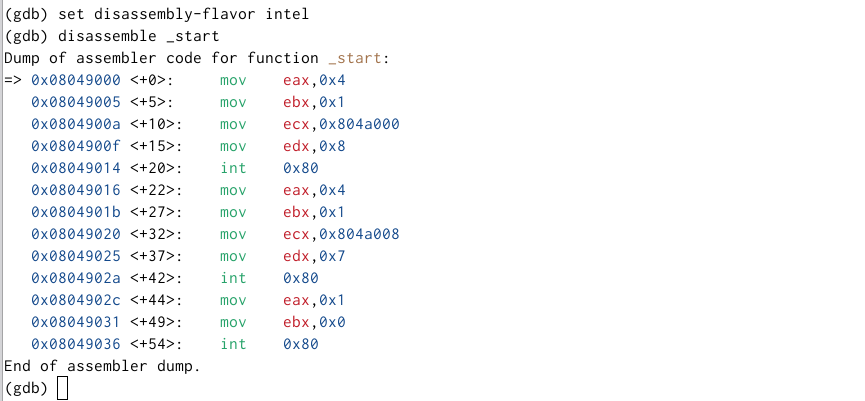 (gdb) set disassembly-flavor intel
(gdb) disassemble _start
Dump of assembler code for function _start:
=> 0x08049000 <+0>:     mov    eax,0x4
   0x08049005 <+5>:     mov    ebx,0x1
   0x0804900a <+10>:    mov    ecx,0x804a000
   0x0804900f <+15>:    mov    edx,0x8
   0x08049014 <+20>:    int    0x80
   0x08049016 <+22>:    mov    eax,0x4
   0x0804901b <+27>:    mov    ebx,0x1
   0x08049020 <+32>:    mov    ecx,0x804a008
   0x08049025 <+37>:    mov    edx,0x7
   0x0804902a <+42>:    int    0x80
   0x0804902c <+44>:    mov    eax,0x1
   0x08049031 <+49>:    mov    ebx,0x0
   0x08049036 <+54>:    int    0x80
End of assembler dump.
(gdb)